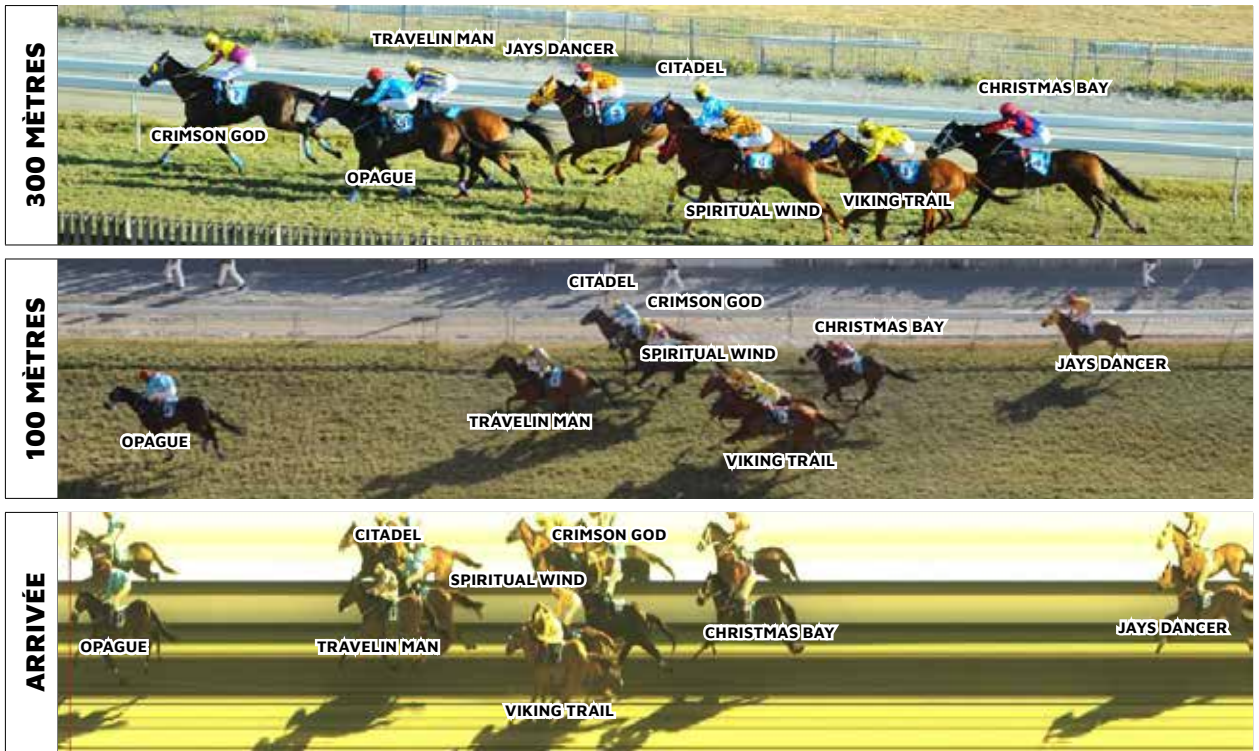 300 MÈTRES
TRAVELIN MAN
JAYS DANCER
CITADEL
CHRISTMAS BAY
CRIMSON GOD
OPAGUE
SPIRITUAL WIND
VIKING TRAIL
100 MÈTRES
CITADEL
CRIMSON GOD
CHRISTMAS BAY
SPIRITUAL WIND
JAYS DANCER
TRAVELIN MAN
OPAGUE
VIKING TRAIL
ARRIVÉE
CITADEL
CRIMSON GOD
SPIRITUAL WIND
JAYS DANCER
CHRISTMAS BAY
OPAGUE
TRAVELIN MAN
VIKING TRAIL